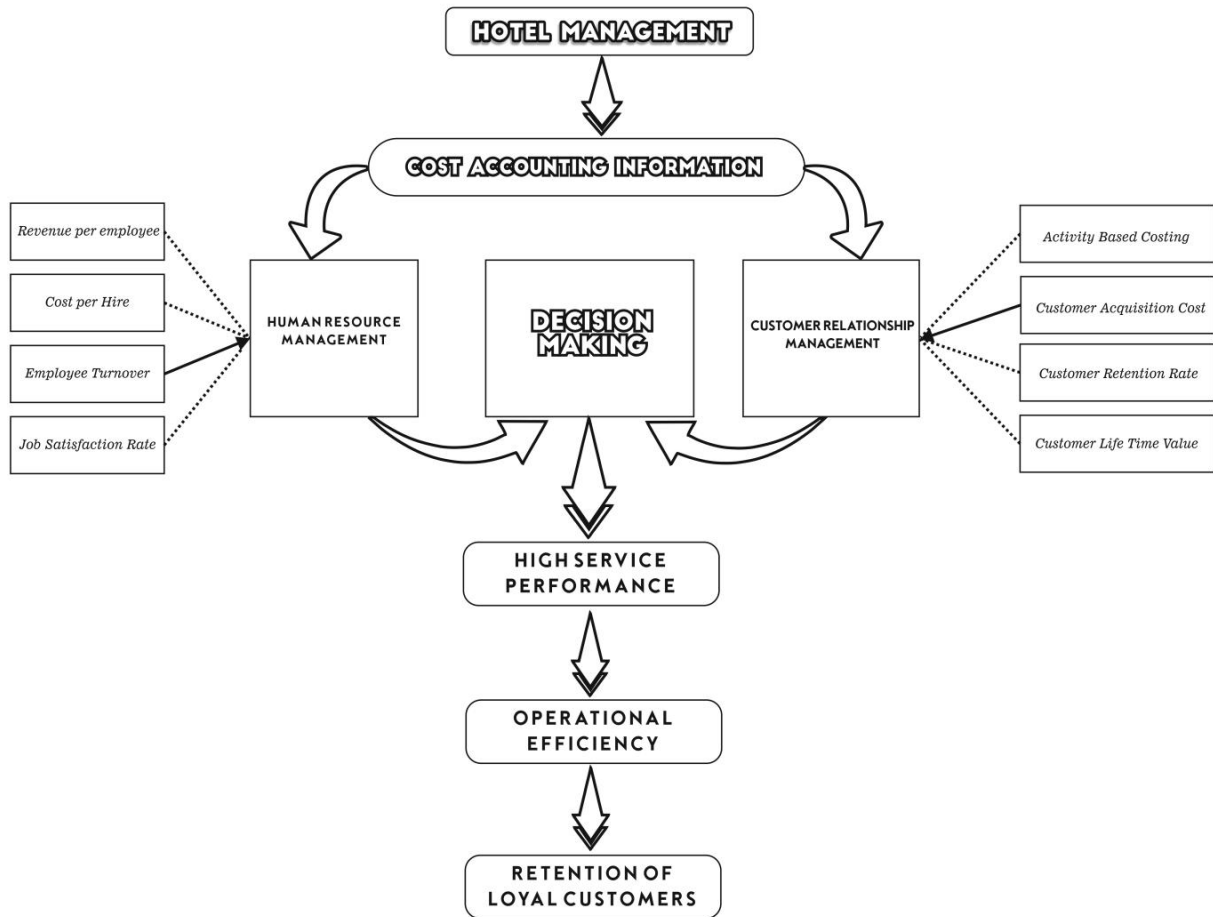 HOTEL MANAGEMENT
COST ACCOUNTING INFORMATION
Revenue per employee
Cost per Hire
Employee Turnover
Job Satisfaction Rate
HUMAN RESOURCE
MANAGEMENT
DECISION
MAKING
CUSTOMER RELATIONSHIP
MANAGEMENT
Activity Based Costing
Customer Acquisition Cost
Customer Retention Rate
Customer Life Time Value
HIGH SERVICE
PERFORMANCE
OPERATIONAL
EFFICIENCY
RETENTION OF
LOYAL CUSTOMERS